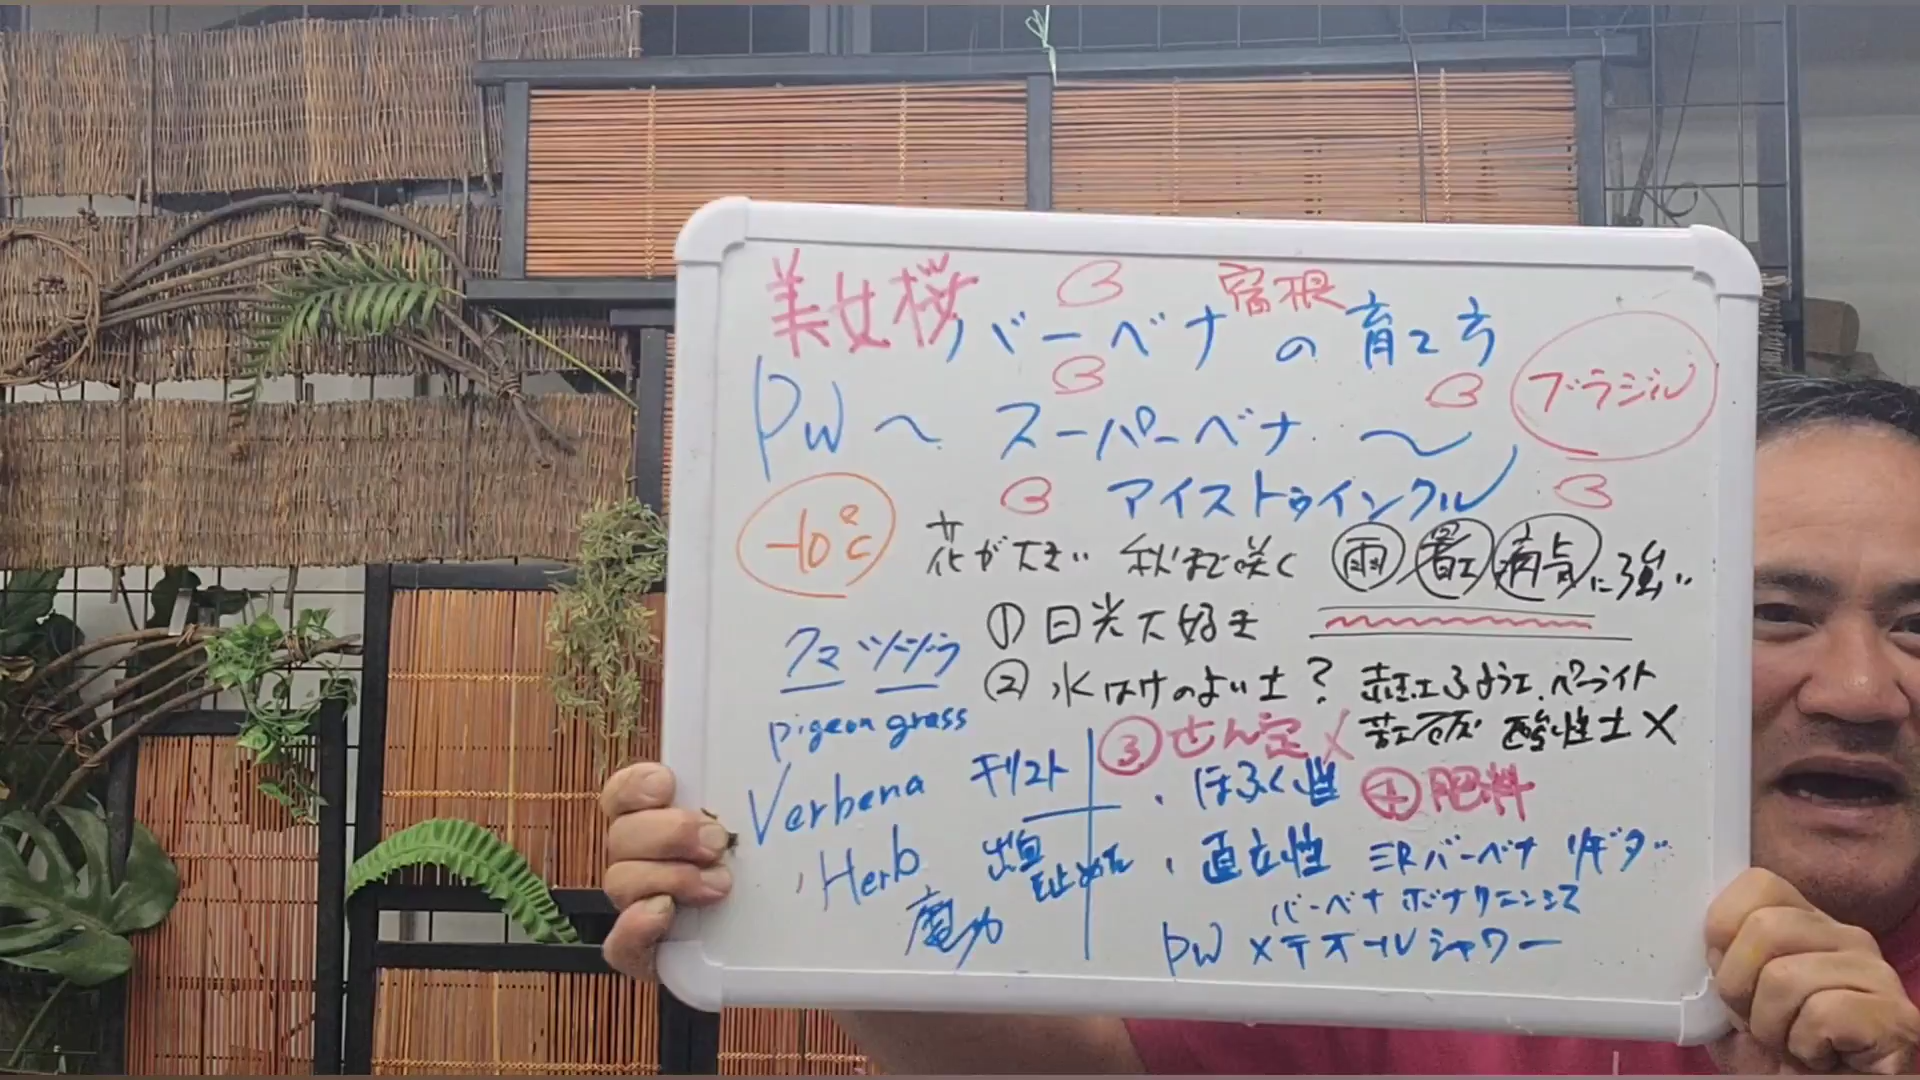 美女桜 宿根
バーベナの育て方
ブラジル
PW〜 スーパーベナ 〜
アイストゥインクル
-10℃ 花が大きい 秋まで咲く 雨 暑さ 病気に強い
クマツヅラ ①日光大好き
②水はけのよい土? 赤玉土ふよう土、パーライト
pigeon grass
③せん定 苦土石灰 酸性土×
Verbena キリスト ・ほふく性 ④肥料
、Herb 出血止めた ・直立性 三尺バーベナ リギダ
魔力 バーベナ ボナリエンシス
PW メテオールシャワー